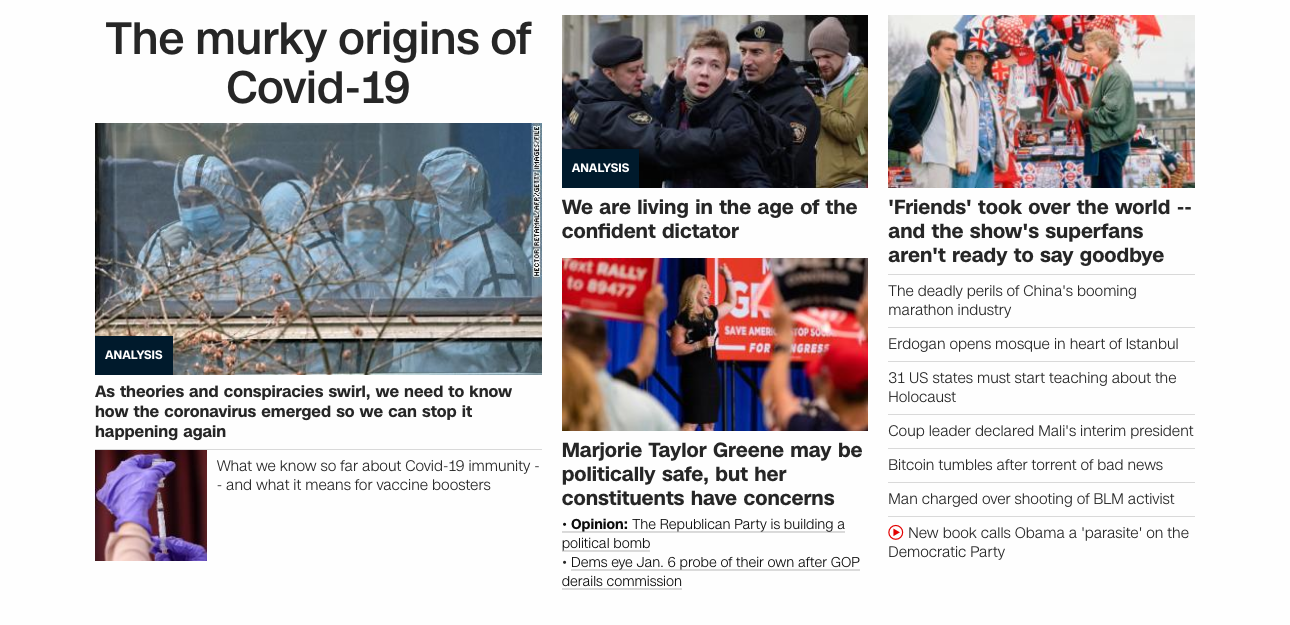 The murky origins of
Covid-19
HECTOR RETAMAL/AFP/GETTY IMAGES/FILE
ANALYSIS
As theories and conspiracies swirl, we need to know
how the coronavirus emerged so we can stop it
happening again
What we know so far about Covid-19 immunity -
- and what it means for vaccine boosters
ANALYSIS
We are living in the age of the
confident dictator
Text RALLY
to 89477
SAVE AMERICA STOP SOC
FOR CONGRESS
Marjorie Taylor Greene may be
politically safe, but her
constituents have concerns
• Opinion: The Republican Party is building a
political bomb
• Dems eye Jan. 6 probe of their own after GOP
derails commission
'Friends' took over the world --
and the show's superfans
aren't ready to say goodbye
The deadly perils of China's booming
marathon industry
Erdogan opens mosque in heart of Istanbul
31 US states must start teaching about the
Holocaust
Coup leader declared Mali's interim president
Bitcoin tumbles after torrent of bad news
Man charged over shooting of BLM activist
New book calls Obama a 'parasite' on the
Democratic Party